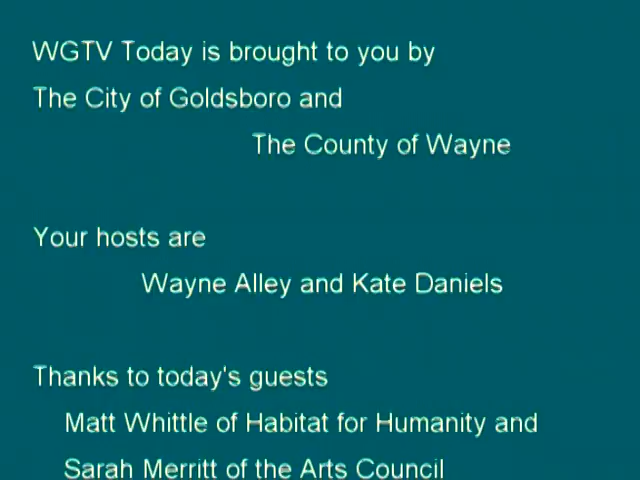 WGTV Today is brought to you by
The City of Goldsboro and
The County of Wayne
Your hosts are
Wayne Alley and Kate Daniels
Thanks to today's guests
Matt Whittle of Habitat for Humanity and
Sarah Merritt of the Arts Council